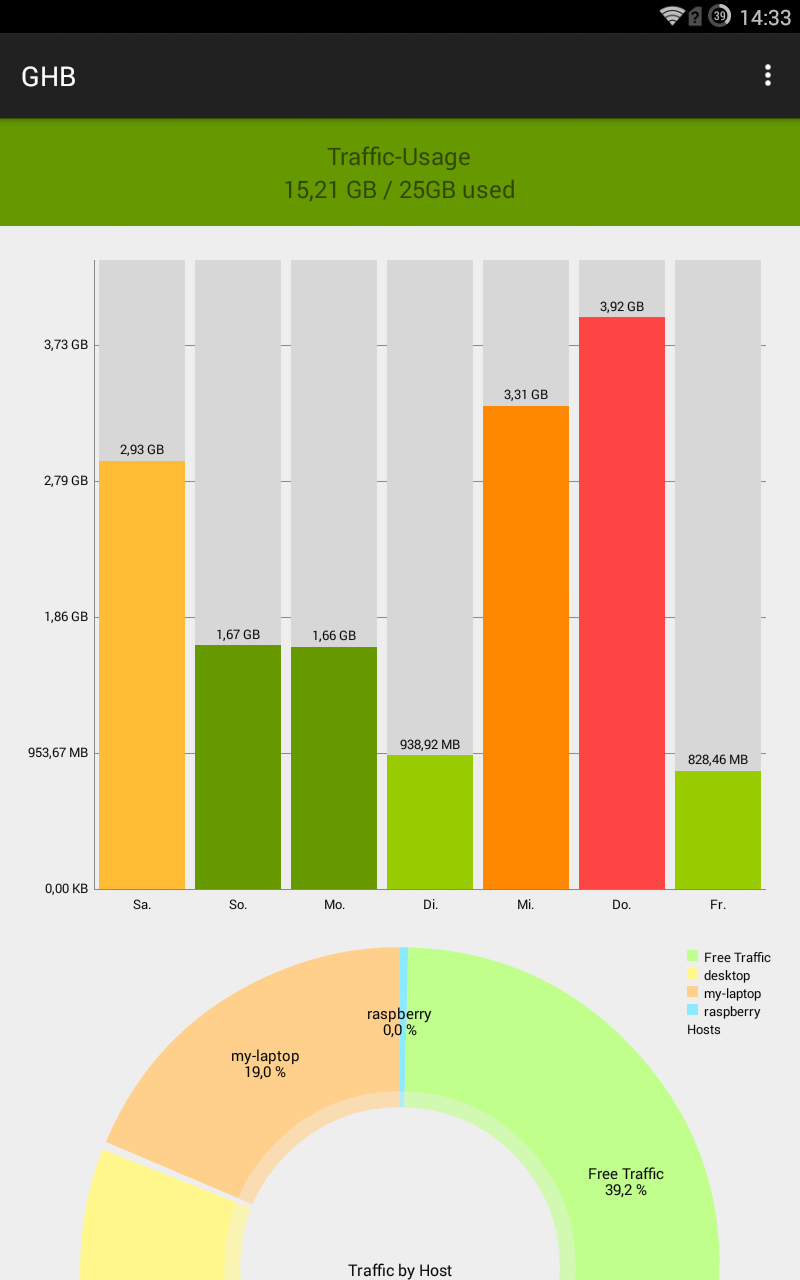 39 14:33
GHB
Traffic-Usage
15,21 GB / 25GB used
3,92 GB
3,73 GB
3,31 GB
2,93 GB
2,79 GB
1,86 GB
1,67 GB
1,66 GB
938,92 MB
953,67 MB
828,46 MB
0,00 KB
Sa. So. Mo. Di. Mi. Do. Fr.
Free Traffic
desktop
my-laptop
raspberry
Hosts
raspberry
0,0 %
my-laptop
19,0 %
Free Traffic
39,2 %
Traffic by Host